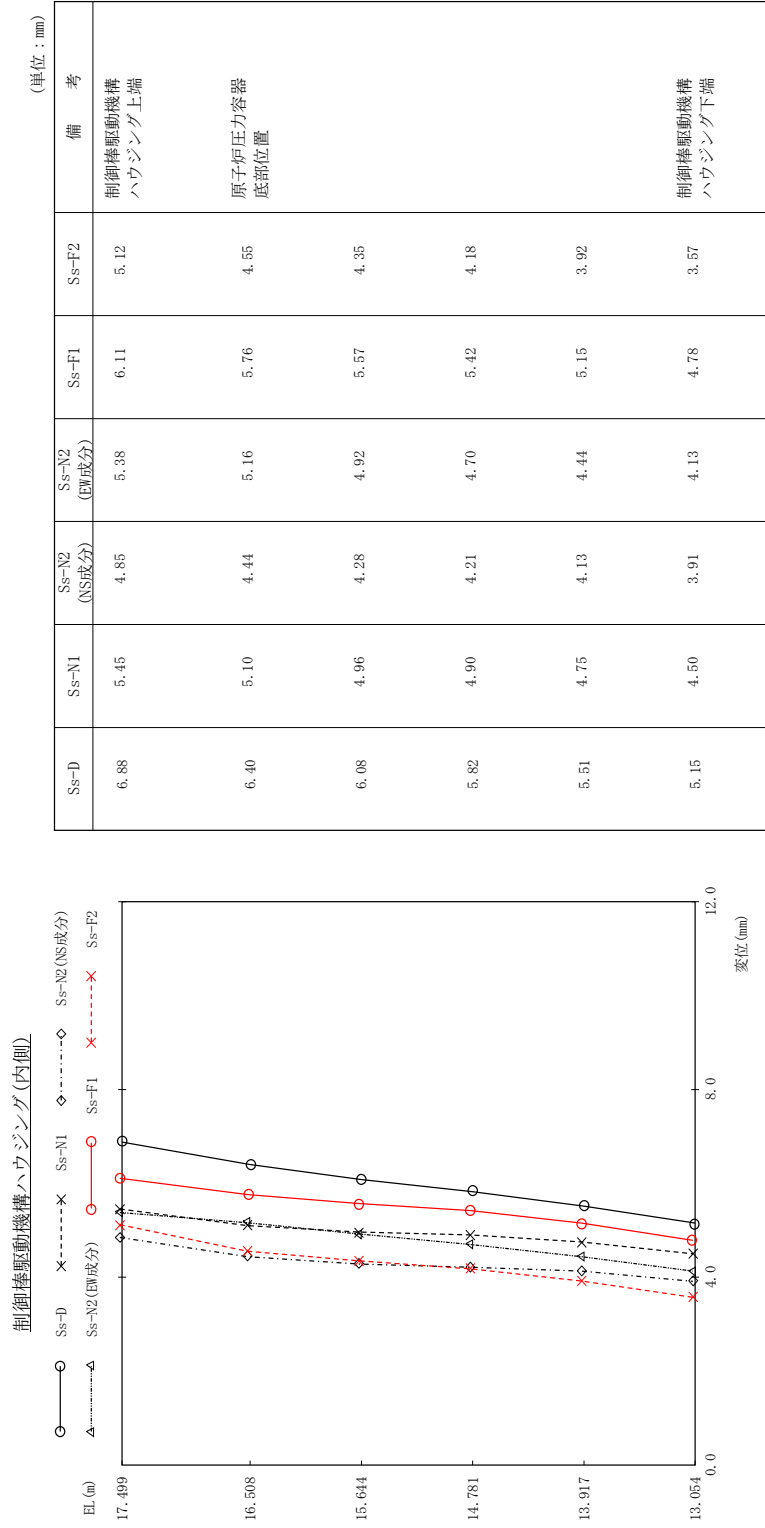 制御棒駆動機構ハウジング(内側)
Ss-D Ss-N1 Ss-N2(NS成分)
Ss-N2(EW成分) Ss-F1 Ss-F2
EL(m)
17.499
16.508
15.644
14.781
13.917
13.054
0.0 4.0 8.0 12.0
変位(mm)
(単位：mm)
Ss-D Ss-N1 Ss-N2 Ss-N2 Ss-F1 Ss-F2 備 考
(NS成分) (EW成分)
6.88 5.45 4.85 5.38 6.11 5.12 制御棒駆動機構
ハウジング上端
6.40 5.10 4.44 5.16 5.76 4.55 原子炉圧力容器
底部位置
6.08 4.96 4.28 4.92 5.57 4.35
5.82 4.90 4.21 4.70 5.42 4.18
5.51 4.75 4.13 4.44 5.15 3.92
5.15 4.50 3.91 4.13 4.78 3.57 制御棒駆動機構
ハウジング下端